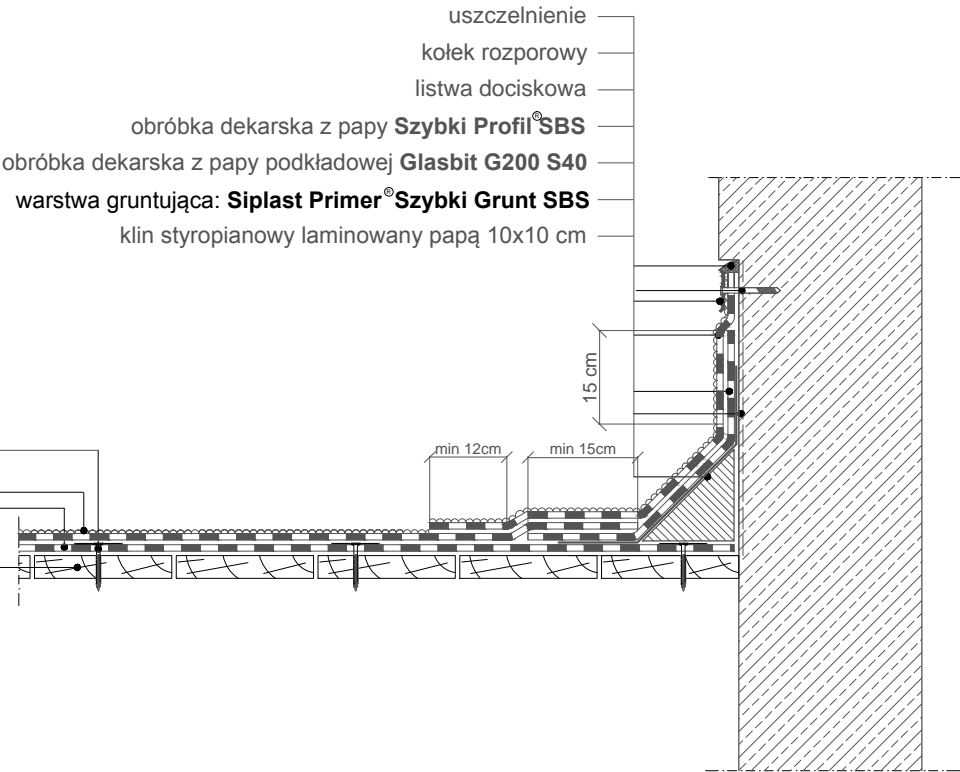 uszczelnienie
kołek rozporowy
listwa dociskowa
obróbka dekarska z papy Szybki Profil®SBS
obróbka dekarska z papy podkładowej Glasbit G200 S40
warstwa gruntująca: Siplast Primer®Szybki Grunt SBS
klin styropianowy laminowany papą 10x10 cm
15 cm
min 12cm
min 15cm